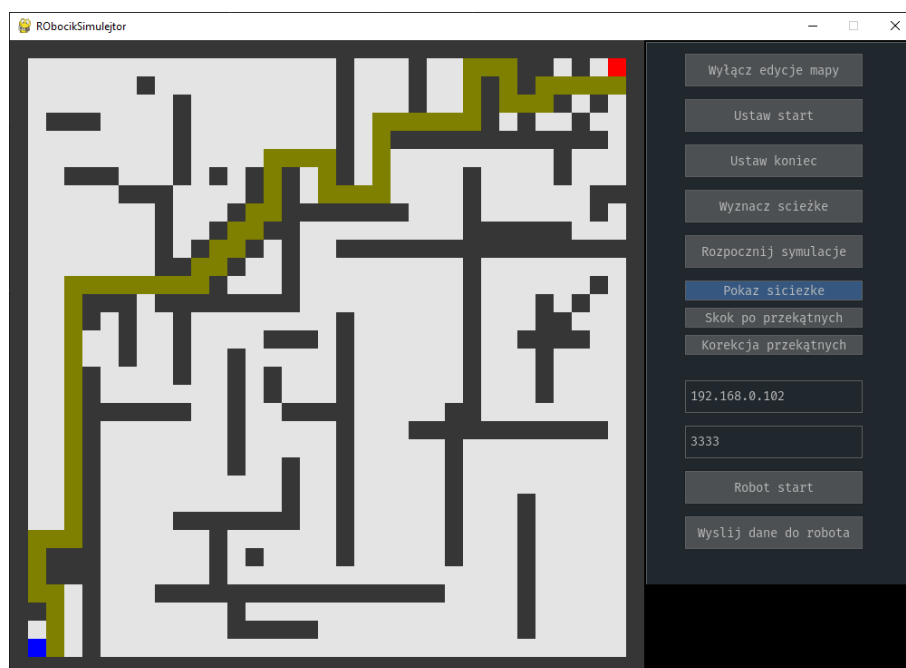 RObocikSimulejtor
Wyłącz edycje mapy
Ustaw start
Ustaw koniec
Wyznacz scieżke
Rozpocznij symulacje
Pokaz siciezke
Skok po przekątnych
Korekcja przekątnych
192.168.0.102
3333
Robot start
Wyslij dane do robota